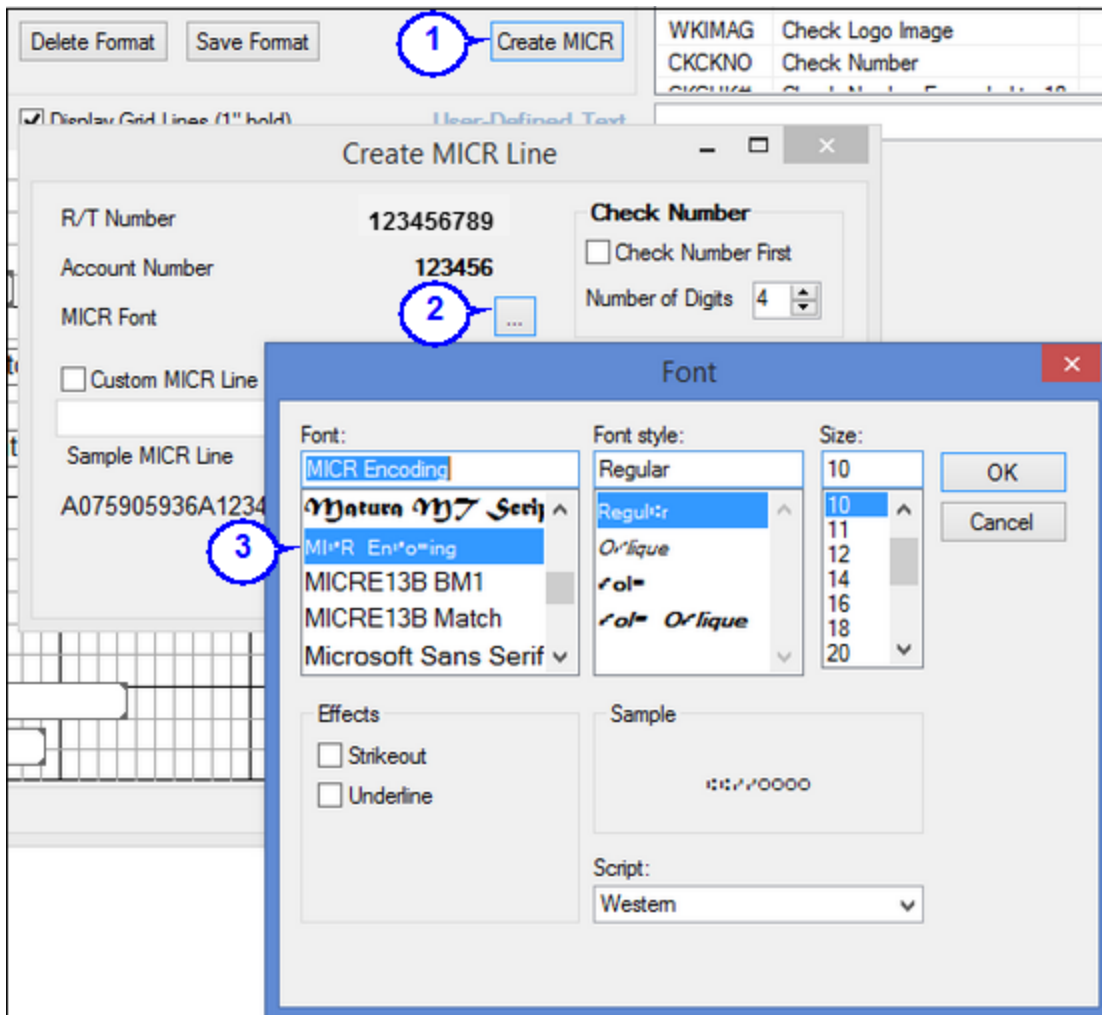 Delete Format
Save Format
1
Create MICR
WKIMAG Check Logo Image
CKCKNO Check Number
Display Grid Lines (1" bold)
User-Defined Text
Create MICR Line
R/T Number 123456789
Account Number 123456
MICR Font
2
...
Check Number
Check Number First
Number of Digits 4
Custom MICR Line
Sample MICR Line
A075905936A1234
Font
Font:
MICR Encoding
Matura MT Scrip
3
MICRE13B BM1
MICRE13B Match
Microsoft Sans Serif
Font style:
Regular
Size:
10
10
11
12
14
16
18
20
OK
Cancel
Effects
Strikeout
Underline
Sample
Script:
Western